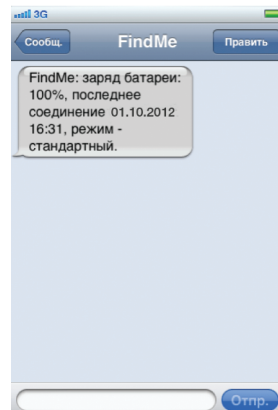 3G
Сообщ.
FindMe
Править
FindMe: заряд батареи:
100%, последнее
соединение 01.10.2012
16:31, режим -
стандартный.
Отпр.